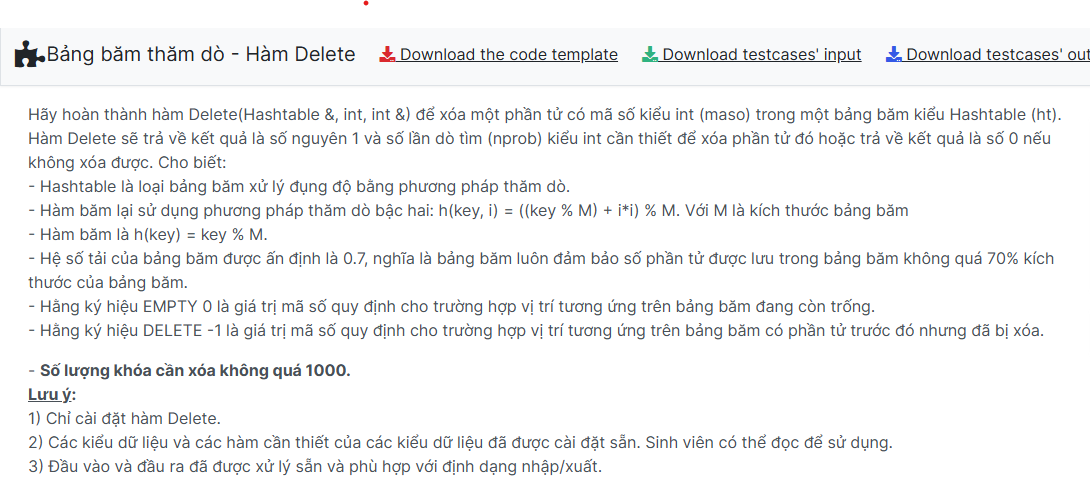 Bảng băm thăm dò - Hàm Delete Download the code template Download testcases' input Download testcases' out
Hãy hoàn thành hàm Delete(Hashtable &, int, int &) để xóa một phần tử có mã số kiểu int (maso) trong một bảng băm kiểu Hashtable (ht).
Hàm Delete sẽ trả về kết quả là số nguyên 1 và số lần dò tìm (nprob) kiểu int cần thiết để xóa phần tử đó hoặc trả về kết quả là số 0 nếu
không xóa được. Cho biết:
- Hashtable là loại bảng băm xử lý đụng độ bằng phương pháp thăm dò.
- Hàm băm lại sử dụng phương pháp thăm dò bậc hai: h(key, i) = ((key % M) + i*i) % M. Với M là kích thước bảng băm
- Hàm băm là h(key) = key % M.
- Hệ số tải của bảng băm được ấn định là 0.7, nghĩa là bảng băm luôn đảm bảo số phần tử được lưu trong bảng băm không quá 70% kích
thước của bảng băm.
- Hằng ký hiệu EMPTY 0 là giá trị mã số quy định cho trường hợp vị trí tương ứng trên bảng băm đang còn trống.
- Hằng ký hiệu DELETE -1 là giá trị mã số quy định cho trường hợp vị trí tương ứng trên bảng băm có phần tử trước đó nhưng đã bị xóa.
- Số lượng khóa cần xóa không quá 1000.
Lưu ý:
1) Chỉ cài đặt hàm Delete.
2) Các kiểu dữ liệu và các hàm cần thiết của các kiểu dữ liệu đã được cài đặt sẵn. Sinh viên có thể đọc để sử dụng.
3) Đầu vào và đầu ra đã được xử lý sẵn và phù hợp với định dạng nhập/xuất.